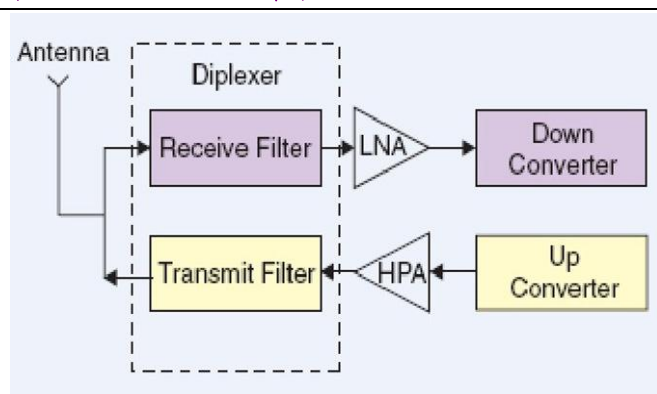 Antenna
Diplexer
Receive Filter
LNA
Down
Converter
Transmit Filter
HPA
Up
Converter